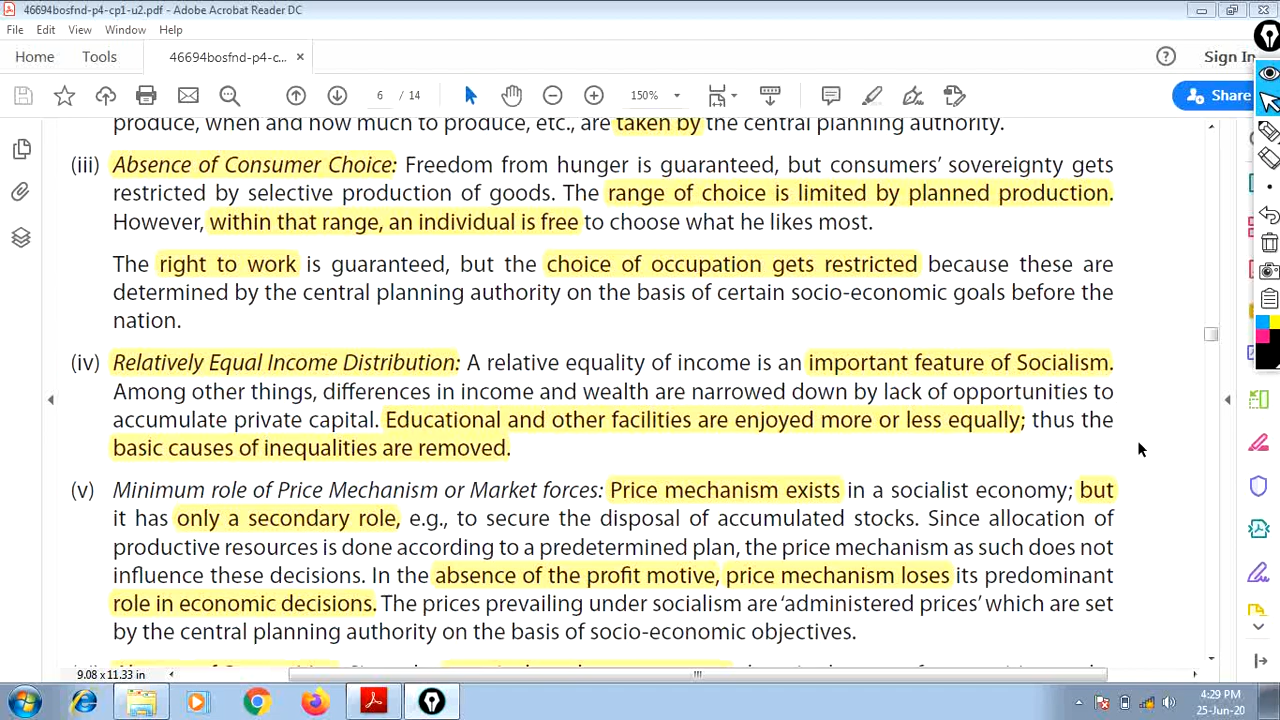 46694bosfnd-p4-cp1-u2.pdf - Adobe Acrobat Reader DC
File Edit View Window Help
Home Tools 46694bosfnd-p4-c... × Sign In
6 / 14 150% Share
produce, when and how much to produce, etc., are taken by the central planning authority.
(iii) Absence of Consumer Choice: Freedom from hunger is guaranteed, but consumers’ sovereignty gets
restricted by selective production of goods. The range of choice is limited by planned production.
However, within that range, an individual is free to choose what he likes most.
The right to work is guaranteed, but the choice of occupation gets restricted because these are
determined by the central planning authority on the basis of certain socio-economic goals before the
nation.
(iv) Relatively Equal Income Distribution: A relative equality of income is an important feature of Socialism.
Among other things, differences in income and wealth are narrowed down by lack of opportunities to
accumulate private capital. Educational and other facilities are enjoyed more or less equally; thus the
basic causes of inequalities are removed.
(v) Minimum role of Price Mechanism or Market forces: Price mechanism exists in a socialist economy; but
it has only a secondary role, e.g., to secure the disposal of accumulated stocks. Since allocation of
productive resources is done according to a predetermined plan, the price mechanism as such does not
influence these decisions. In the absence of the profit motive, price mechanism loses its predominant
role in economic decisions. The prices prevailing under socialism are ‘administered prices’ which are set
by the central planning authority on the basis of socio-economic objectives.
9.08 x 11.33 in
4:29 PM
25-Jun-20